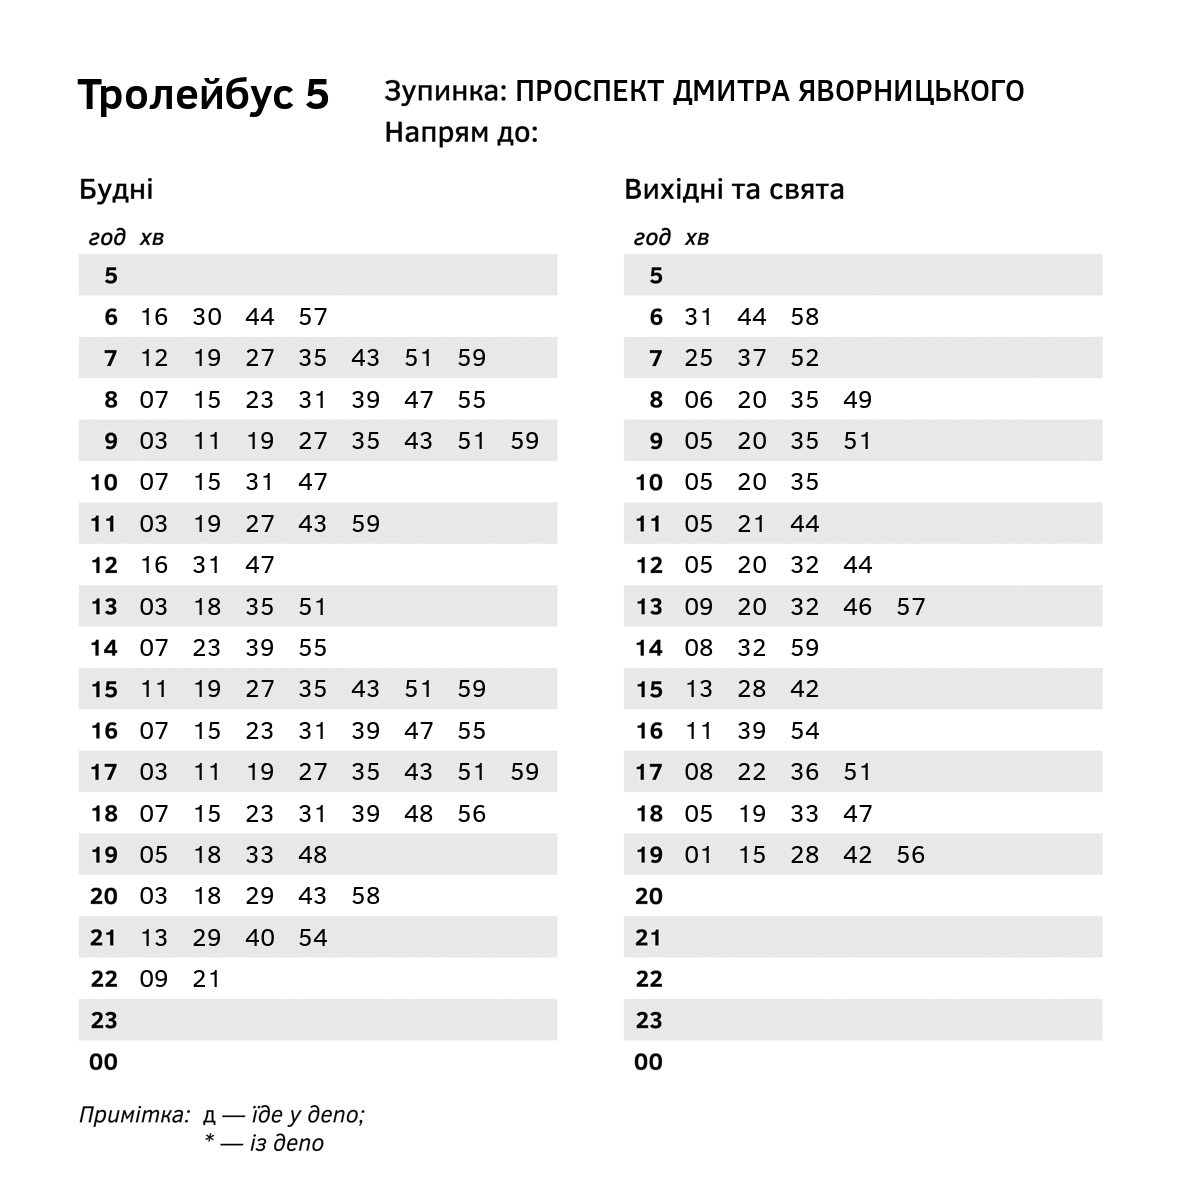 Тролейбус 5
Зупинка: ПРОСПЕКТ ДМИТРА ЯВОРНИЦЬКОГО
Напрям до:
Будні
год хв
5
6 16 30 44 57
7 12 19 27 35 43 51 59
8 07 15 23 31 39 47 55
9 03 11 19 27 35 43 51 59
10 07 15 31 47
11 03 19 27 43 59
12 16 31 47
13 03 18 35 51
14 07 23 39 55
15 11 19 27 35 43 51 59
16 07 15 23 31 39 47 55
17 03 11 19 27 35 43 51 59
18 07 15 23 31 39 48 56
19 05 18 33 48
20 03 18 29 43 58
21 13 29 40 54
22 09 21
23
00
Вихідні та свята
год хв
5
6 31 44 58
7 25 37 52
8 06 20 35 49
9 05 20 35 51
10 05 20 35
11 05 21 44
12 05 20 32 44
13 09 20 32 46 57
14 08 32 59
15 13 28 42
16 11 39 54
17 08 22 36 51
18 05 19 33 47
19 01 15 28 42 56
20
21
22
23
00
Примітка: д — їде у депо;
* — із депо